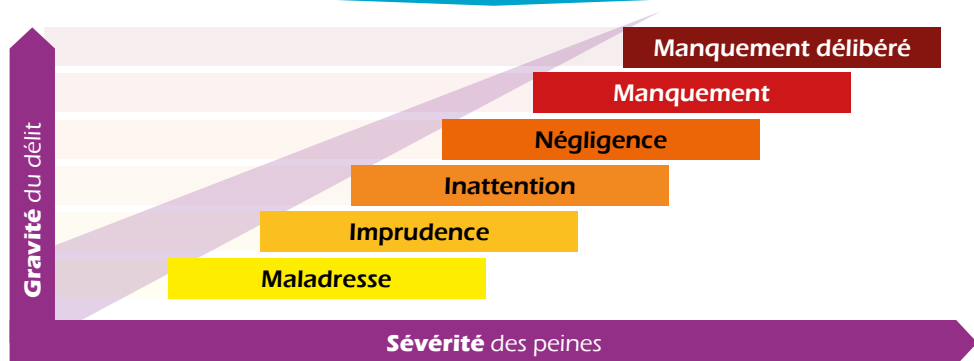 Manquement délibéré
Manquement
Négligence
Inattention
Imprudence
Maladresse
Gravité du délit
Sévérité des peines